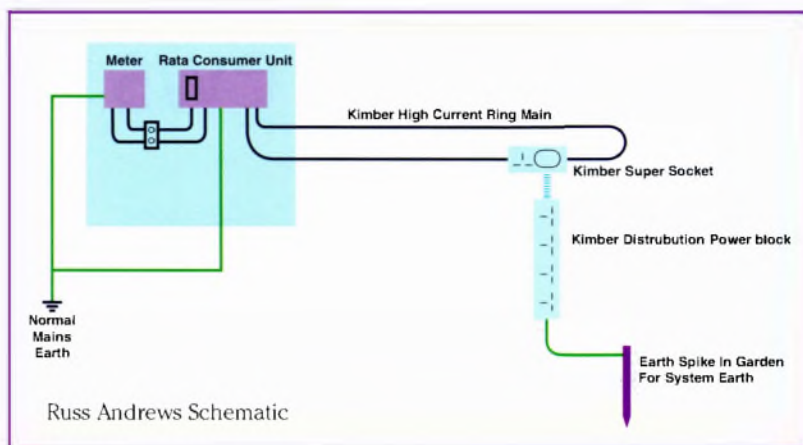 Meter
Rata Consumer Unit
Kimber High Current Ring Main
Kimber Super Socket
Kimber Distrubution Power block
Normal
Mains
Earth
Earth Spike In Garden
For System Earth
Russ Andrews Schematic